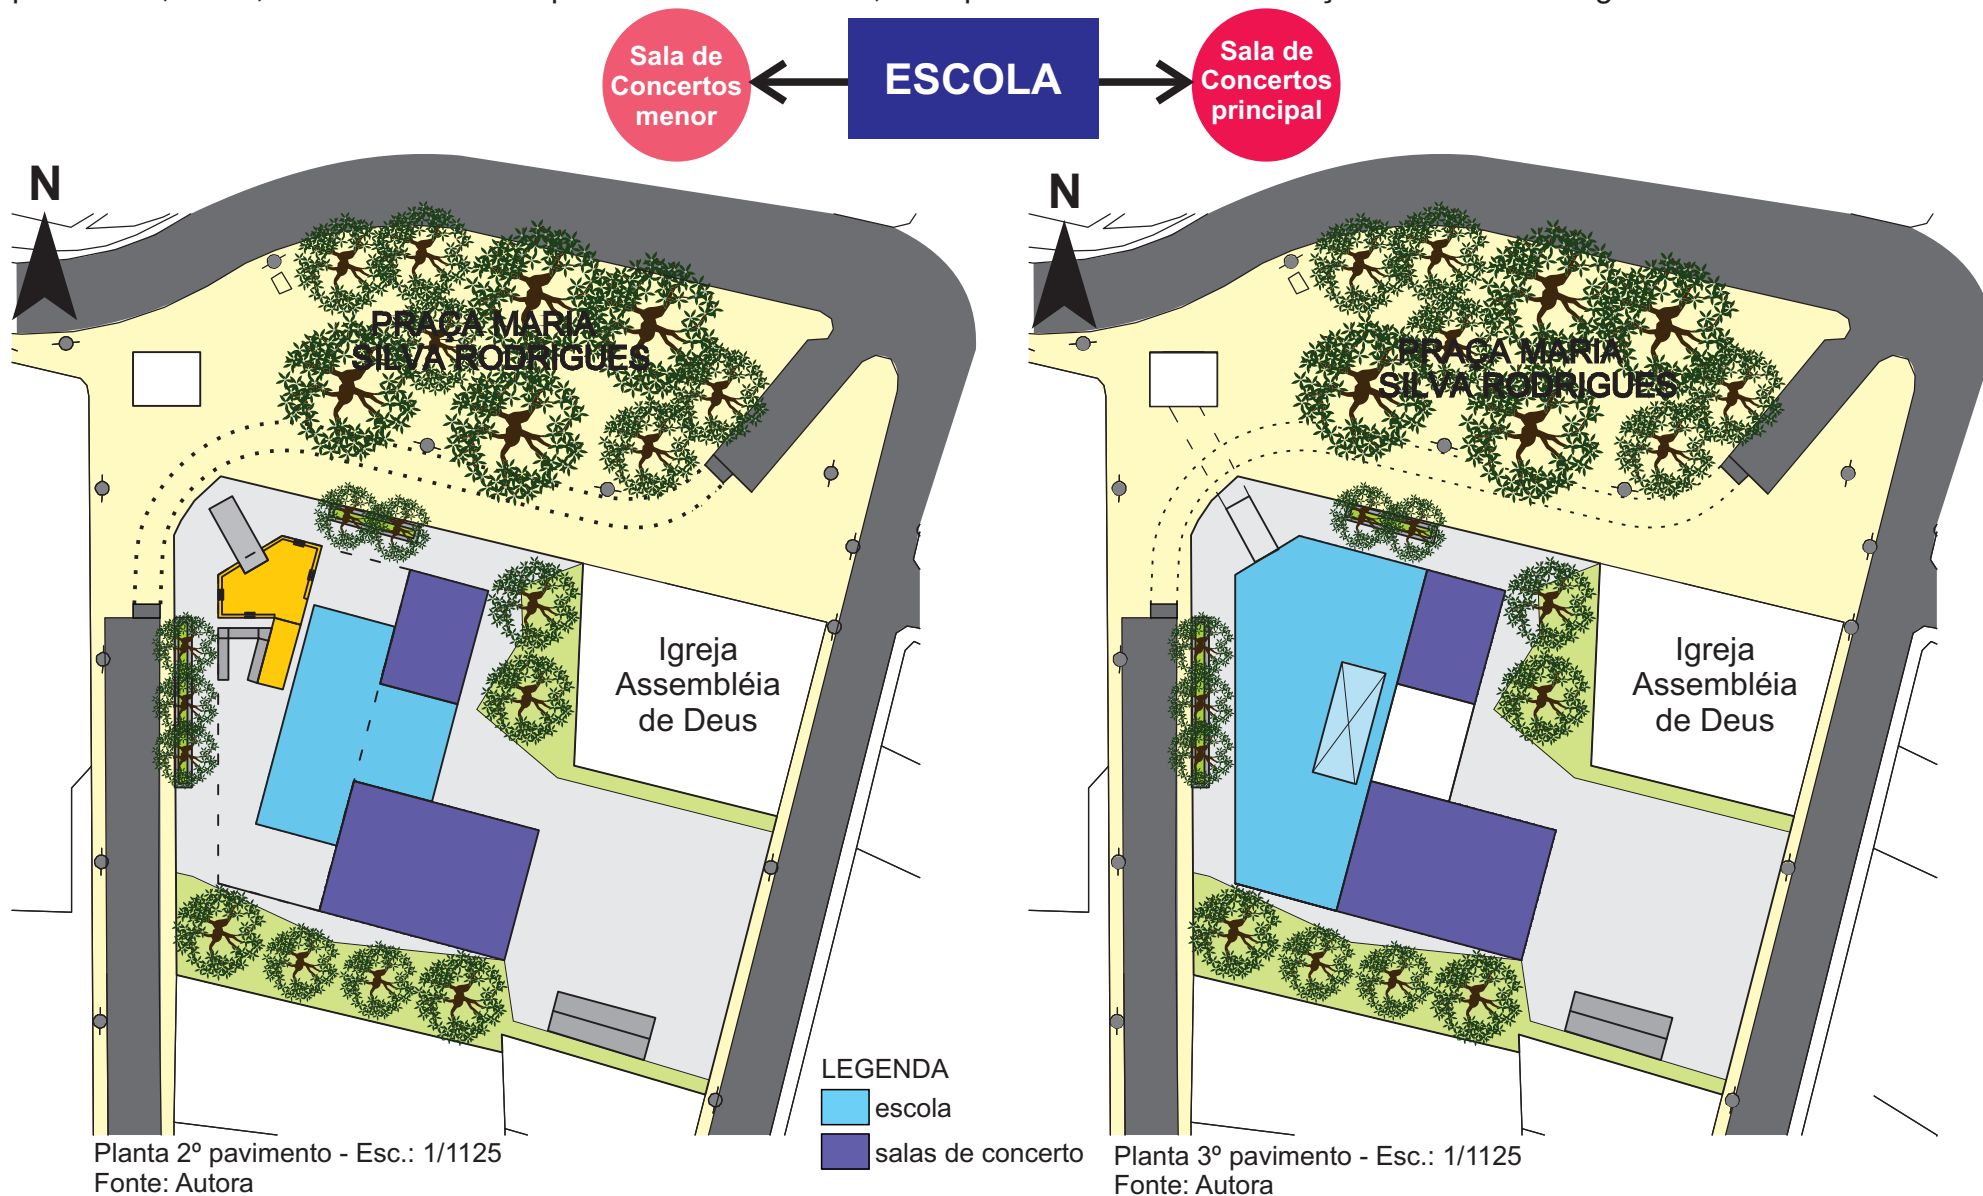 Sala de
Concertos
menor
ESCOLA
Sala de
Concertos
principal
N
PRAÇA MARIA
SILVA RODRIGUES
Igreja
Assembléia
de Deus
N
PRAÇA MARIA
SILVA RODRIGUES
Igreja
Assembléia
de Deus
LEGENDA
escola
salas de concerto
Planta 2º pavimento - Esc.: 1/1125
Fonte: Autora
Planta 3º pavimento - Esc.: 1/1125
Fonte: Autora